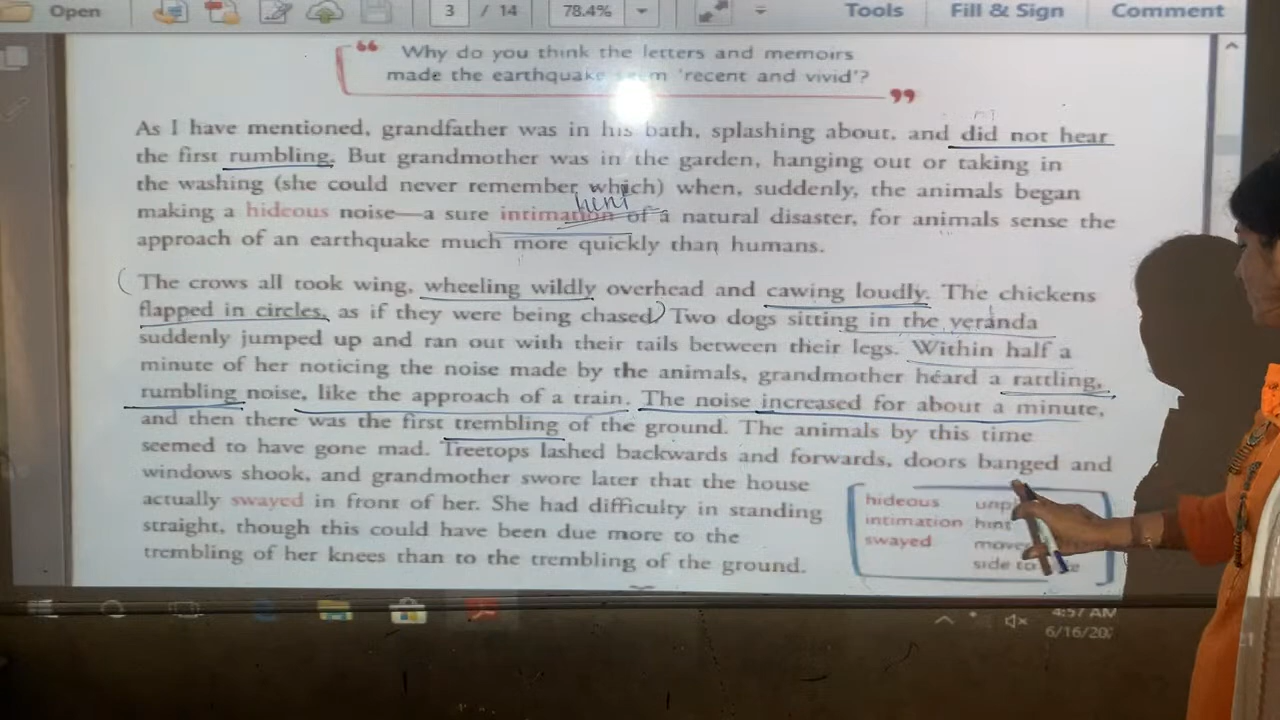 Open
3 / 14
78.4%
Tools
Fill & Sign
Comment
“ Why do you think the letters and memoirs
made the earthquake 'recent and vivid'? ”
As I have mentioned, grandfather was in his bath, splashing about, and did not hear
the first rumbling. But grandmother was in the garden, hanging out or taking in
the washing (she could never remember which) when, suddenly, the animals began
hint
making a hideous noise—a sure intimation of a natural disaster, for animals sense the
approach of an earthquake much more quickly than humans.
(The crows all took wing, wheeling wildly overhead and cawing loudly. The chickens
flapped in circles, as if they were being chased) Two dogs sitting in the veranda
suddenly jumped up and ran out with their tails between their legs. Within half a
minute of her noticing the noise made by the animals, grandmother heard a rattling,
rumbling noise, like the approach of a train. The noise increased for about a minute,
and then there was the first trembling of the ground. The animals by this time
seemed to have gone mad. Treetops lashed backwards and forwards, doors banged and
windows shook, and grandmother swore later that the house
actually swayed in front of her. She had difficulty in standing
straight, though this could have been due more to the
trembling of her knees than to the trembling of the ground.
hideous
intimation hint
swayed
side to
4:57 AM